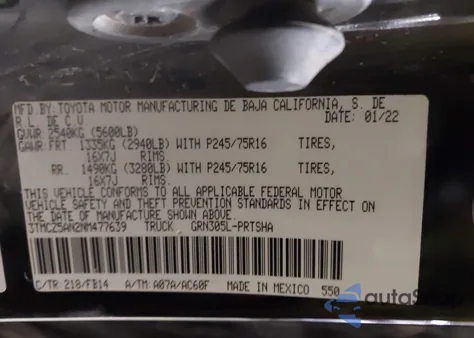 MFD.BY: TOYOTA MOTOR MANUFACTURING DE BAJA CALIFORNIA, S. DE
R. L. DE C.V. DATE: 01/22
GVWR: 2540KG (5600LB)
GAWR: FRT. 1335KG (2940LB) WITH P245/75R16 TIRES,
16X7J RIMS.
RR. 1490KG (3280LB) WITH P245/75R16 TIRES,
16X7J RIMS.
THIS VEHICLE CONFORMS TO ALL APPLICABLE FEDERAL MOTOR
VEHICLE SAFETY AND THEFT PREVENTION STANDARDS IN EFFECT ON
THE DATE OF MANUFACTURE SHOWN ABOVE.
3TMCZ5AN2NM477639 TRUCK GRN305L-PRTSHA
C/TR 218/FB14 A/TM: A07A/AC60F MADE IN MEXICO 550